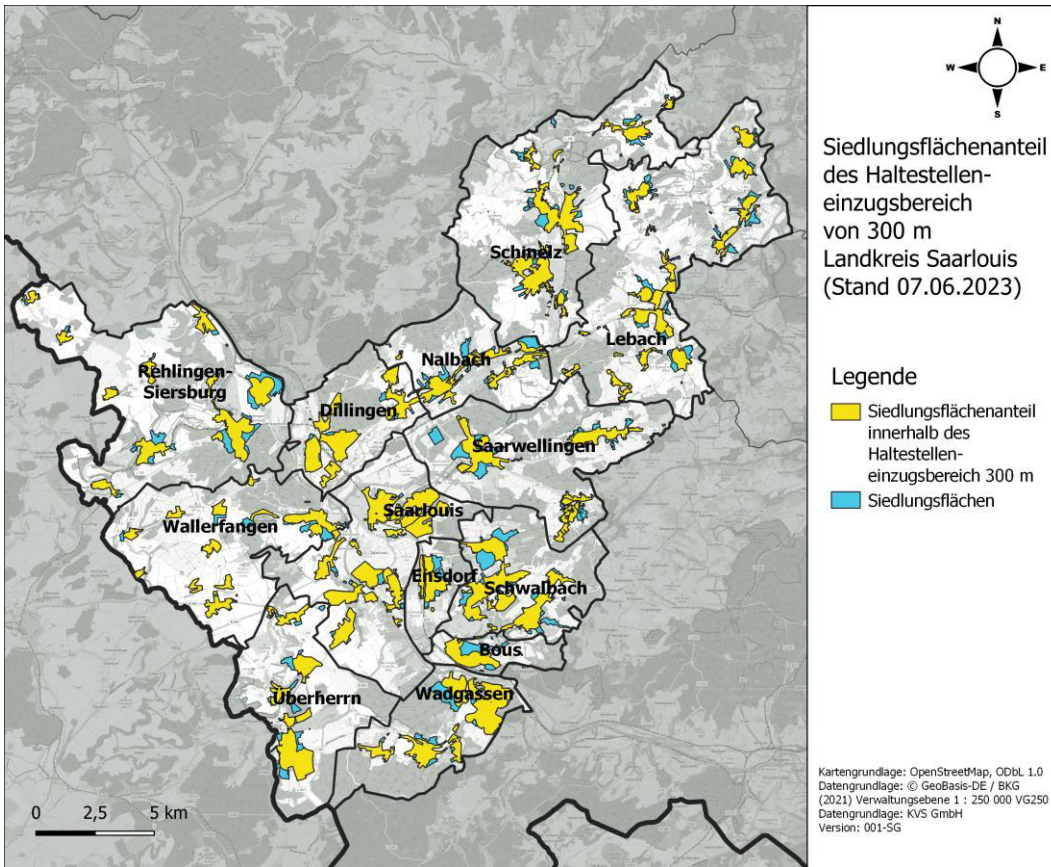 N
W
E
S
Siedlungsflächenanteil
des Haltestellen-
einzugsbereich
von 300 m
Landkreis Saarlouis
(Stand 07.06.2023)
Legende
Siedlungsflächenanteil
innerhalb des
Haltestellen-
einzugsbereich 300 m
Siedlungsflächen
Schmelz
Lebach
Nalbach
Rehlingen-
Siersburg
Dillingen
Saarwellingen
Saarlouis
Wallerfangen
Ensdorf
Schwalbach
Bous
Wadgassen
Überherrn
0 2,5 5 km
Kartengrundlage: OpenStreetMap, ODbL 1.0
Datengrundlage: © GeoBasis-DE / BKG
(2021) Verwaltungsebene 1 : 250 000 VG250
Datengrundlage: KVS GmbH
Version: 001-SG